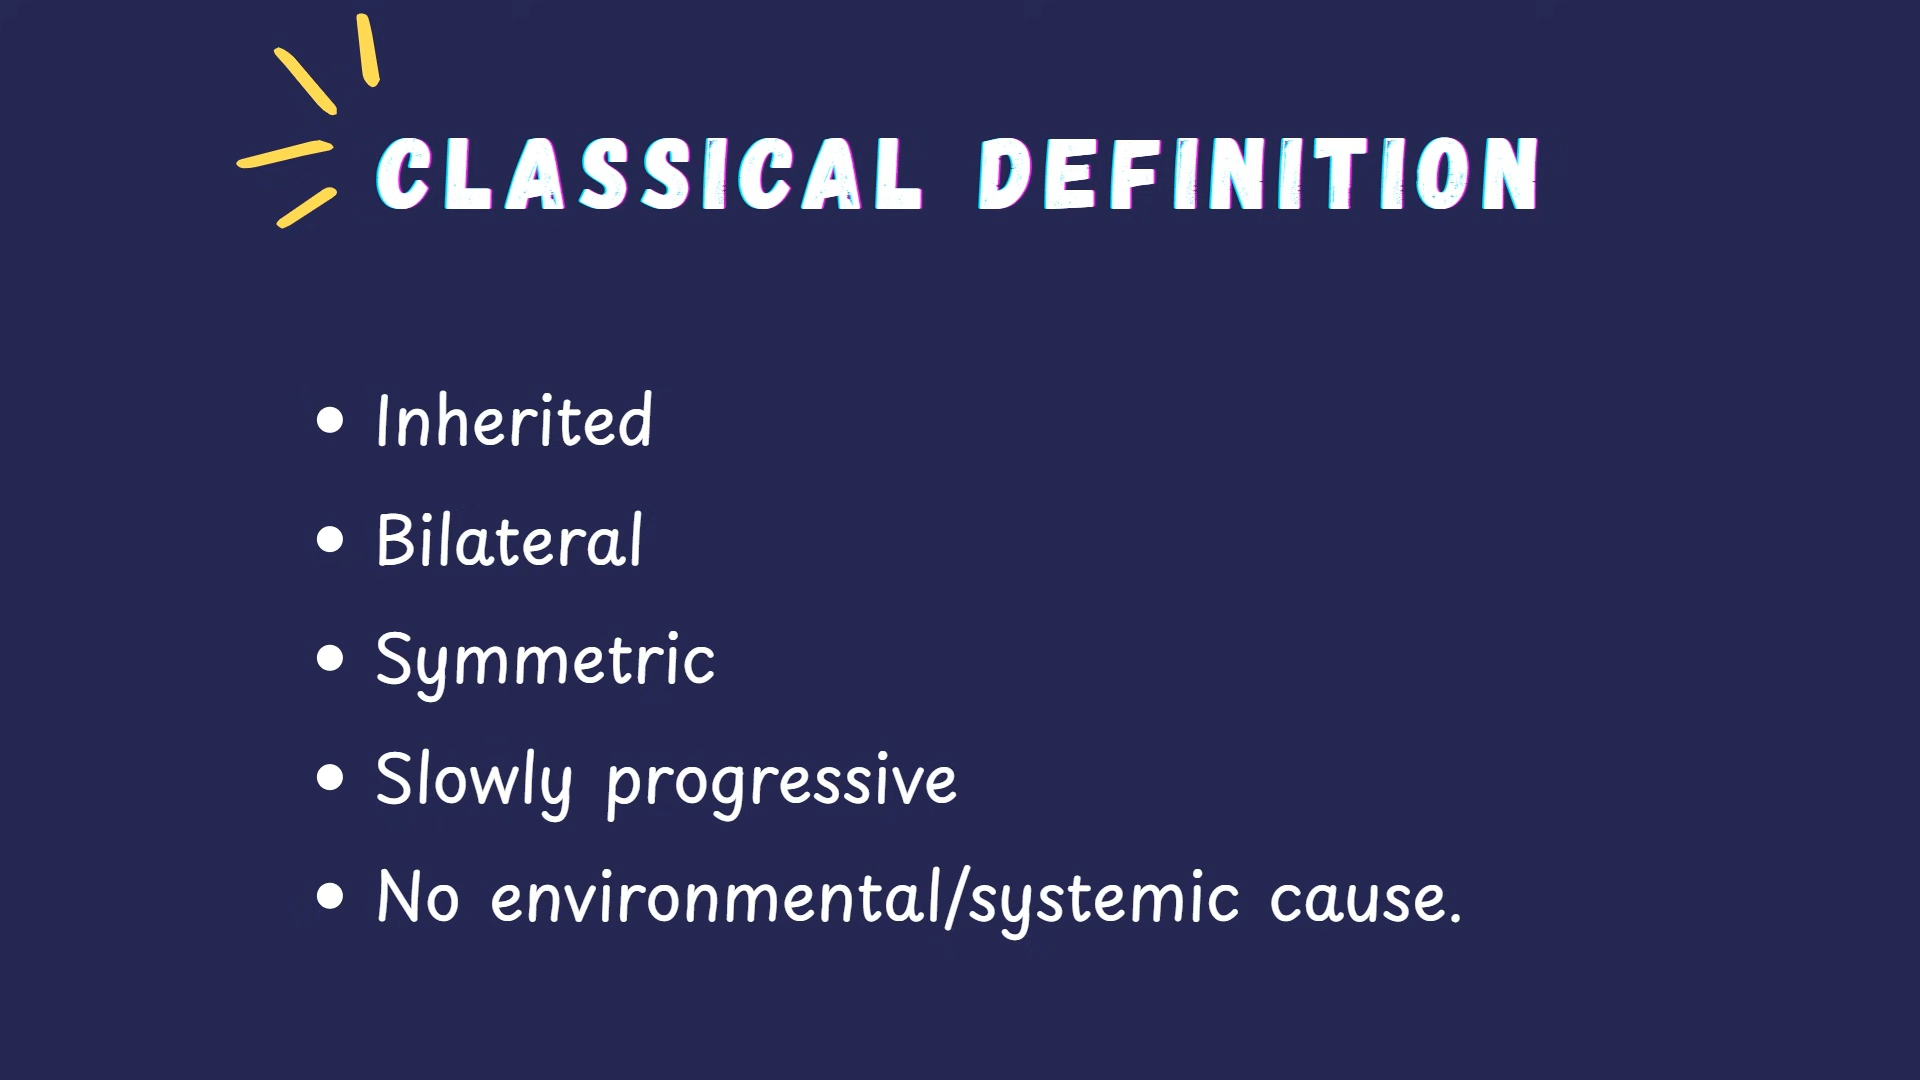 CLASSICAL DEFINITION
• Inherited
• Bilateral
• Symmetric
• Slowly progressive
• No environmental/systemic cause.